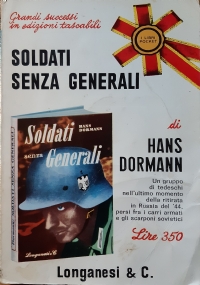 Grandi successi
in edizioni tascabili
I LIBRI
POCKET
SOLDATI
SENZA GENERALI
di
HANS
DORMANN
HANS
DORMANN
Soldati
senza
Generali
Longanesi & C.
Un gruppo
di tedeschi
nell'ultimo momento
della ritirata
in Russia del '44,
persi fra i carri armati
e gli scarponi sovietici
Lire 350
Longanesi & C.